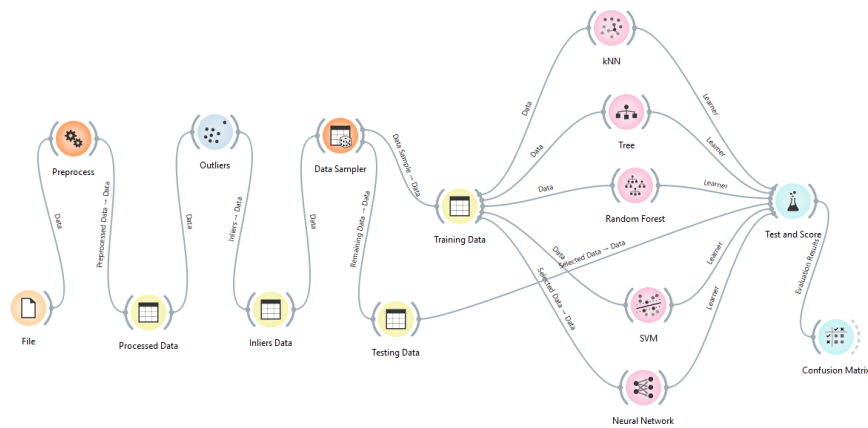 File
Data
Preprocess
Preprocessed Data → Data
Processed Data
Data
Outliers
Inliers → Data
Inliers Data
Data
Data Sampler
Data Sample → Data
Remaining Data → Data
Training Data
Testing Data
Data
Data
Data
Data
Selected Data → Data
Selected Data → Data
kNN
Tree
Random Forest
SVM
Neural Network
Learner
Learner
Learner
Learner
Learner
Test and Score
Evaluation Results
Confusion Matrix